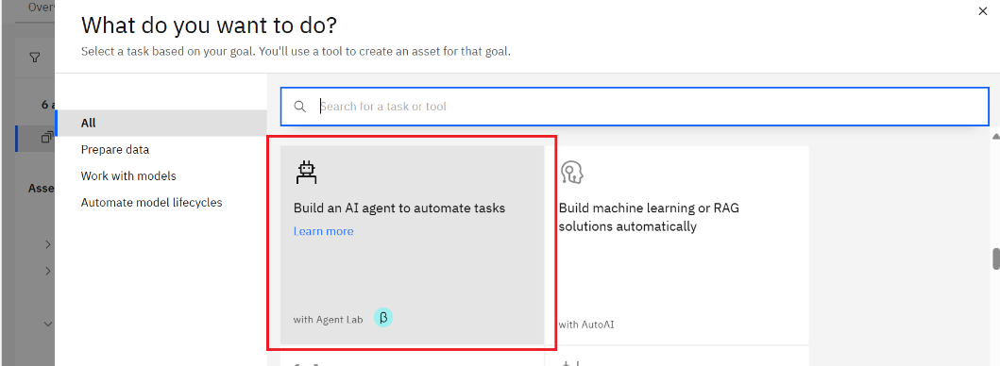 Over
What do you want to do?
Select a task based on your goal. You'll use a tool to create an asset for that goal.
6 a
Asse
All
Prepare data
Work with models
Automate model lifecycles
Search for a task or tool
Build an AI agent to automate tasks
Learn more
with Agent Lab β
Build machine learning or RAG
solutions automatically
with AutoAI